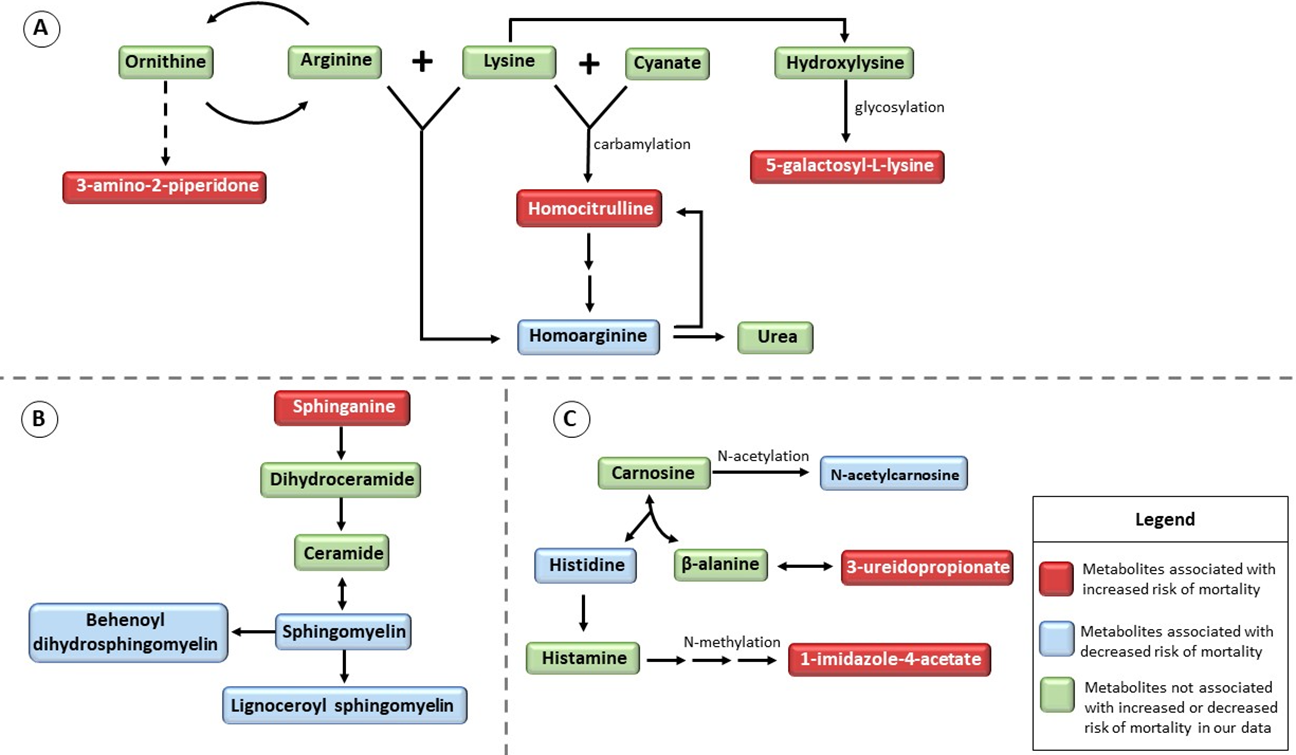 A
Ornithine
Arginine
+
Lysine
+
Cyanate
Hydroxylysine
glycosylation
carbamylation
3-amino-2-piperidone
5-galactosyl-L-lysine
Homocitrulline
Homoarginine
Urea
B
Sphinganine
Dihydroceramide
Ceramide
Behenoyl
dihydrosphingomyelin
Sphingomyelin
Lignoceroyl sphingomyelin
C
Carnosine
N-acetylation
N-acetylcarnosine
Histidine
β-alanine
3-ureidopropionate
Histamine
N-methylation
1-imidazole-4-acetate
Legend
Metabolites associated with
increased risk of mortality
Metabolites associated with
decreased risk of mortality
Metabolites not associated
with increased or decreased
risk of mortality in our data